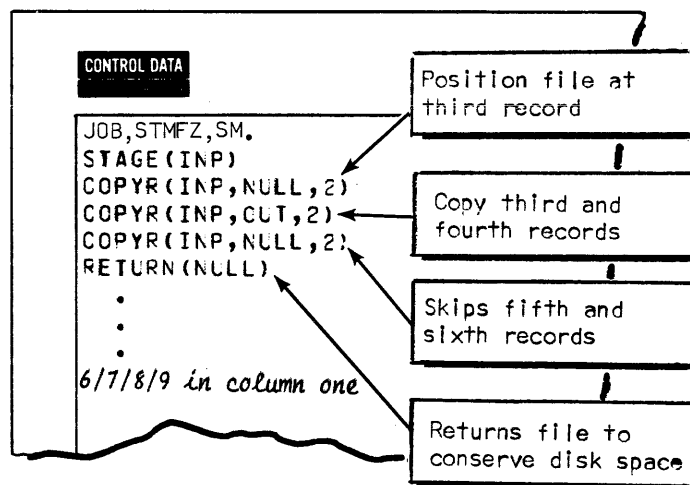 CONTROL DATA
JOB,STMFZ,SM.
STAGE(INP)
COPYR(INP,NULL,2)
COPYR(INP,OUT,2)
COPYR(INP,NULL,2)
RETURN(NULL)
6/7/8/9 in column one
Position file at
third record
Copy third and
fourth records
Skips fifth and
sixth records
Returns file to
conserve disk space